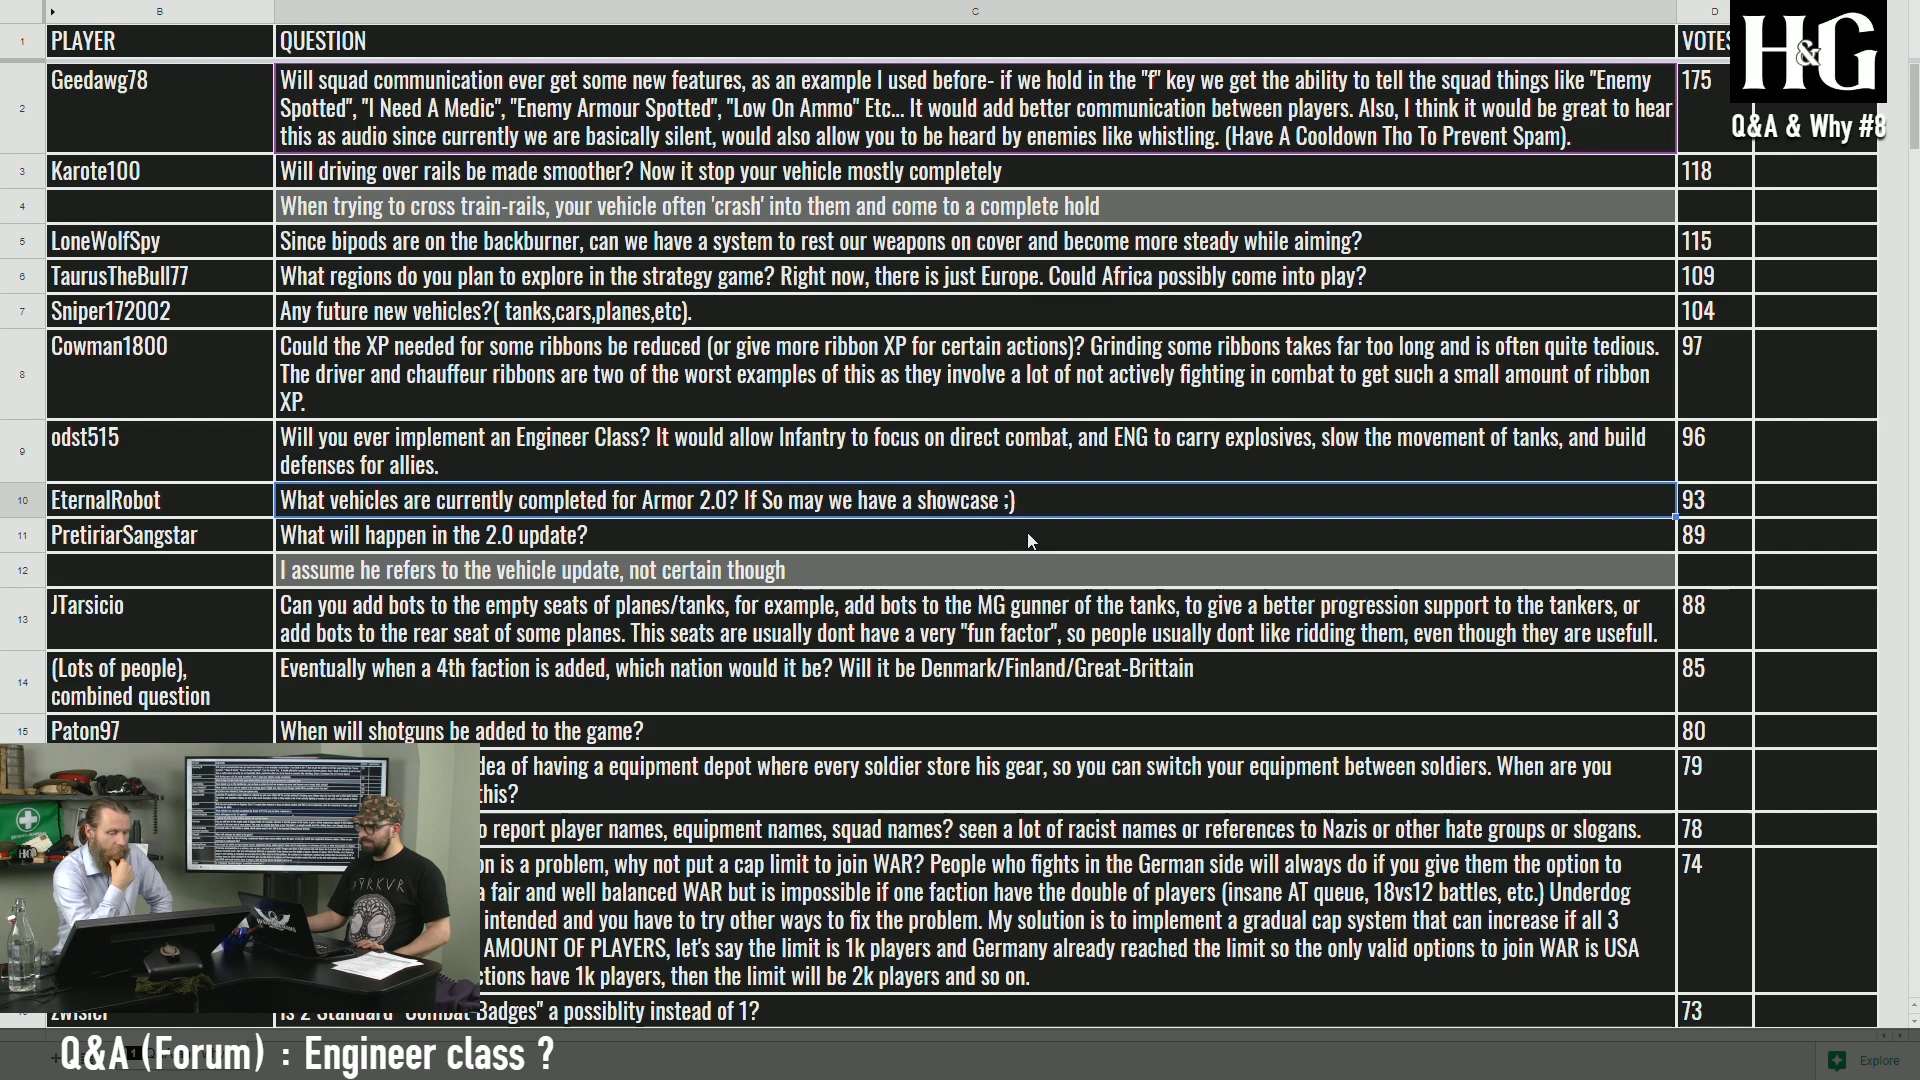 B C D
1 PLAYER QUESTION VOTES
H&G
Q&A & Why #8
2 Geedawg78 Will squad communication ever get some new features, as an example I used before- if we hold in the "f" key we get the ability to tell the squad things like "Enemy 175
Spotted", "I Need A Medic", "Enemy Armour Spotted", "Low On Ammo" Etc... It would add better communication between players. Also, I think it would be great to hear
this as audio since currently we are basically silent, would also allow you to be heard by enemies like whistling. (Have A Cooldown Tho To Prevent Spam).
3 Karote100 Will driving over rails be made smoother? Now it stop your vehicle mostly completely 118
4 When trying to cross train-rails, your vehicle often 'crash' into them and come to a complete hold
5 LoneWolfSpy Since bipods are on the backburner, can we have a system to rest our weapons on cover and become more steady while aiming? 115
6 TaurusTheBull77 What regions do you plan to explore in the strategy game? Right now, there is just Europe. Could Africa possibly come into play? 109
7 Sniper172002 Any future new vehicles?( tanks,cars,planes,etc). 104
8 Cowman1800 Could the XP needed for some ribbons be reduced (or give more ribbon XP for certain actions)? Grinding some ribbons takes far too long and is often quite tedious. 97
The driver and chauffeur ribbons are two of the worst examples of this as they involve a lot of not actively fighting in combat to get such a small amount of ribbon
XP.
9 odst515 Will you ever implement an Engineer Class? It would allow Infantry to focus on direct combat, and ENG to carry explosives, slow the movement of tanks, and build 96
defenses for allies.
10 EternalRobot What vehicles are currently completed for Armor 2.0? If So may we have a showcase ;) 93
11 PretiriarSangstar What will happen in the 2.0 update? 89
12 I assume he refers to the vehicle update, not certain though
13 JTarsicio Can you add bots to the empty seats of planes/tanks, for example, add bots to the MG gunner of the tanks, to give a better progression support to the tankers, or 88
add bots to the rear seat of some planes. This seats are usually dont have a very "fun factor", so people usually dont like ridding them, even though they are usefull.
14 (Lots of people), Eventually when a 4th faction is added, which nation would it be? Will it be Denmark/Finland/Great-Brittain 85
combined question
15 Paton97 When will shotguns be added to the game? 80
dea of having a equipment depot where every soldier store his gear, so you can switch your equipment between soldiers. When are you 79
this?
o report player names, equipment names, squad names? seen a lot of racist names or references to Nazis or other hate groups or slogans. 78
on is a problem, why not put a cap limit to join WAR? People who fights in the German side will always do if you give them the option to 74
a fair and well balanced WAR but is impossible if one faction have the double of players (insane AT queue, 18vs12 battles, etc.) Underdog
intended and you have to try other ways to fix the problem. My solution is to implement a gradual cap system that can increase if all 3
AMOUNT OF PLAYERS, let's say the limit is 1k players and Germany already reached the limit so the only valid options to join WAR is USA
ctions have 1k players, then the limit will be 2k players and so on.
Badges" a possiblity instead of 1? 73
Q&A (Forum) : Engineer class ?
Explore